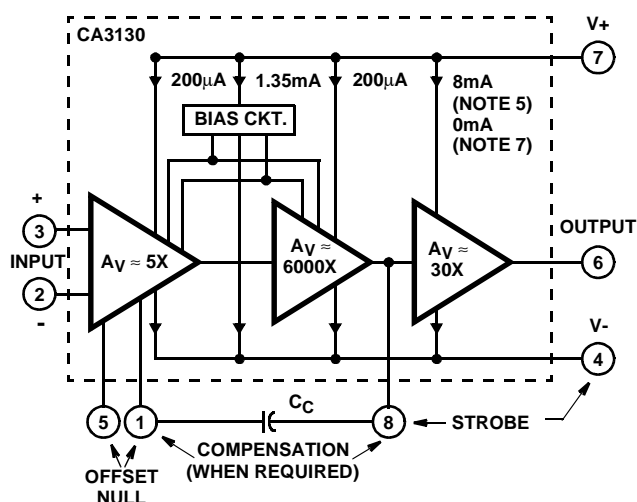 CA3130
V+
7
200µA
1.35mA
200µA
8mA
(NOTE 5)
0mA
(NOTE 7)
BIAS CKT.
+
3
INPUT
2
-
AV ≈ 5X
AV ≈
6000X
AV ≈
30X
OUTPUT
6
V-
4
CC
5
1
8
STROBE
COMPENSATION
(WHEN REQUIRED)
OFFSET
NULL